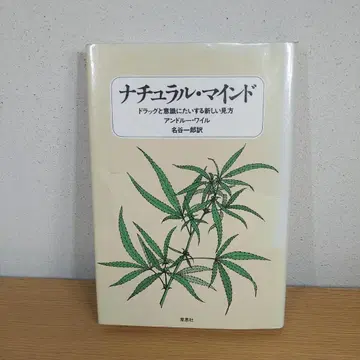 ナチュラル・マインド
ドラッグと意識にたいする新しい見方
アンドルー・ワイル
名谷一郎訳
草思社